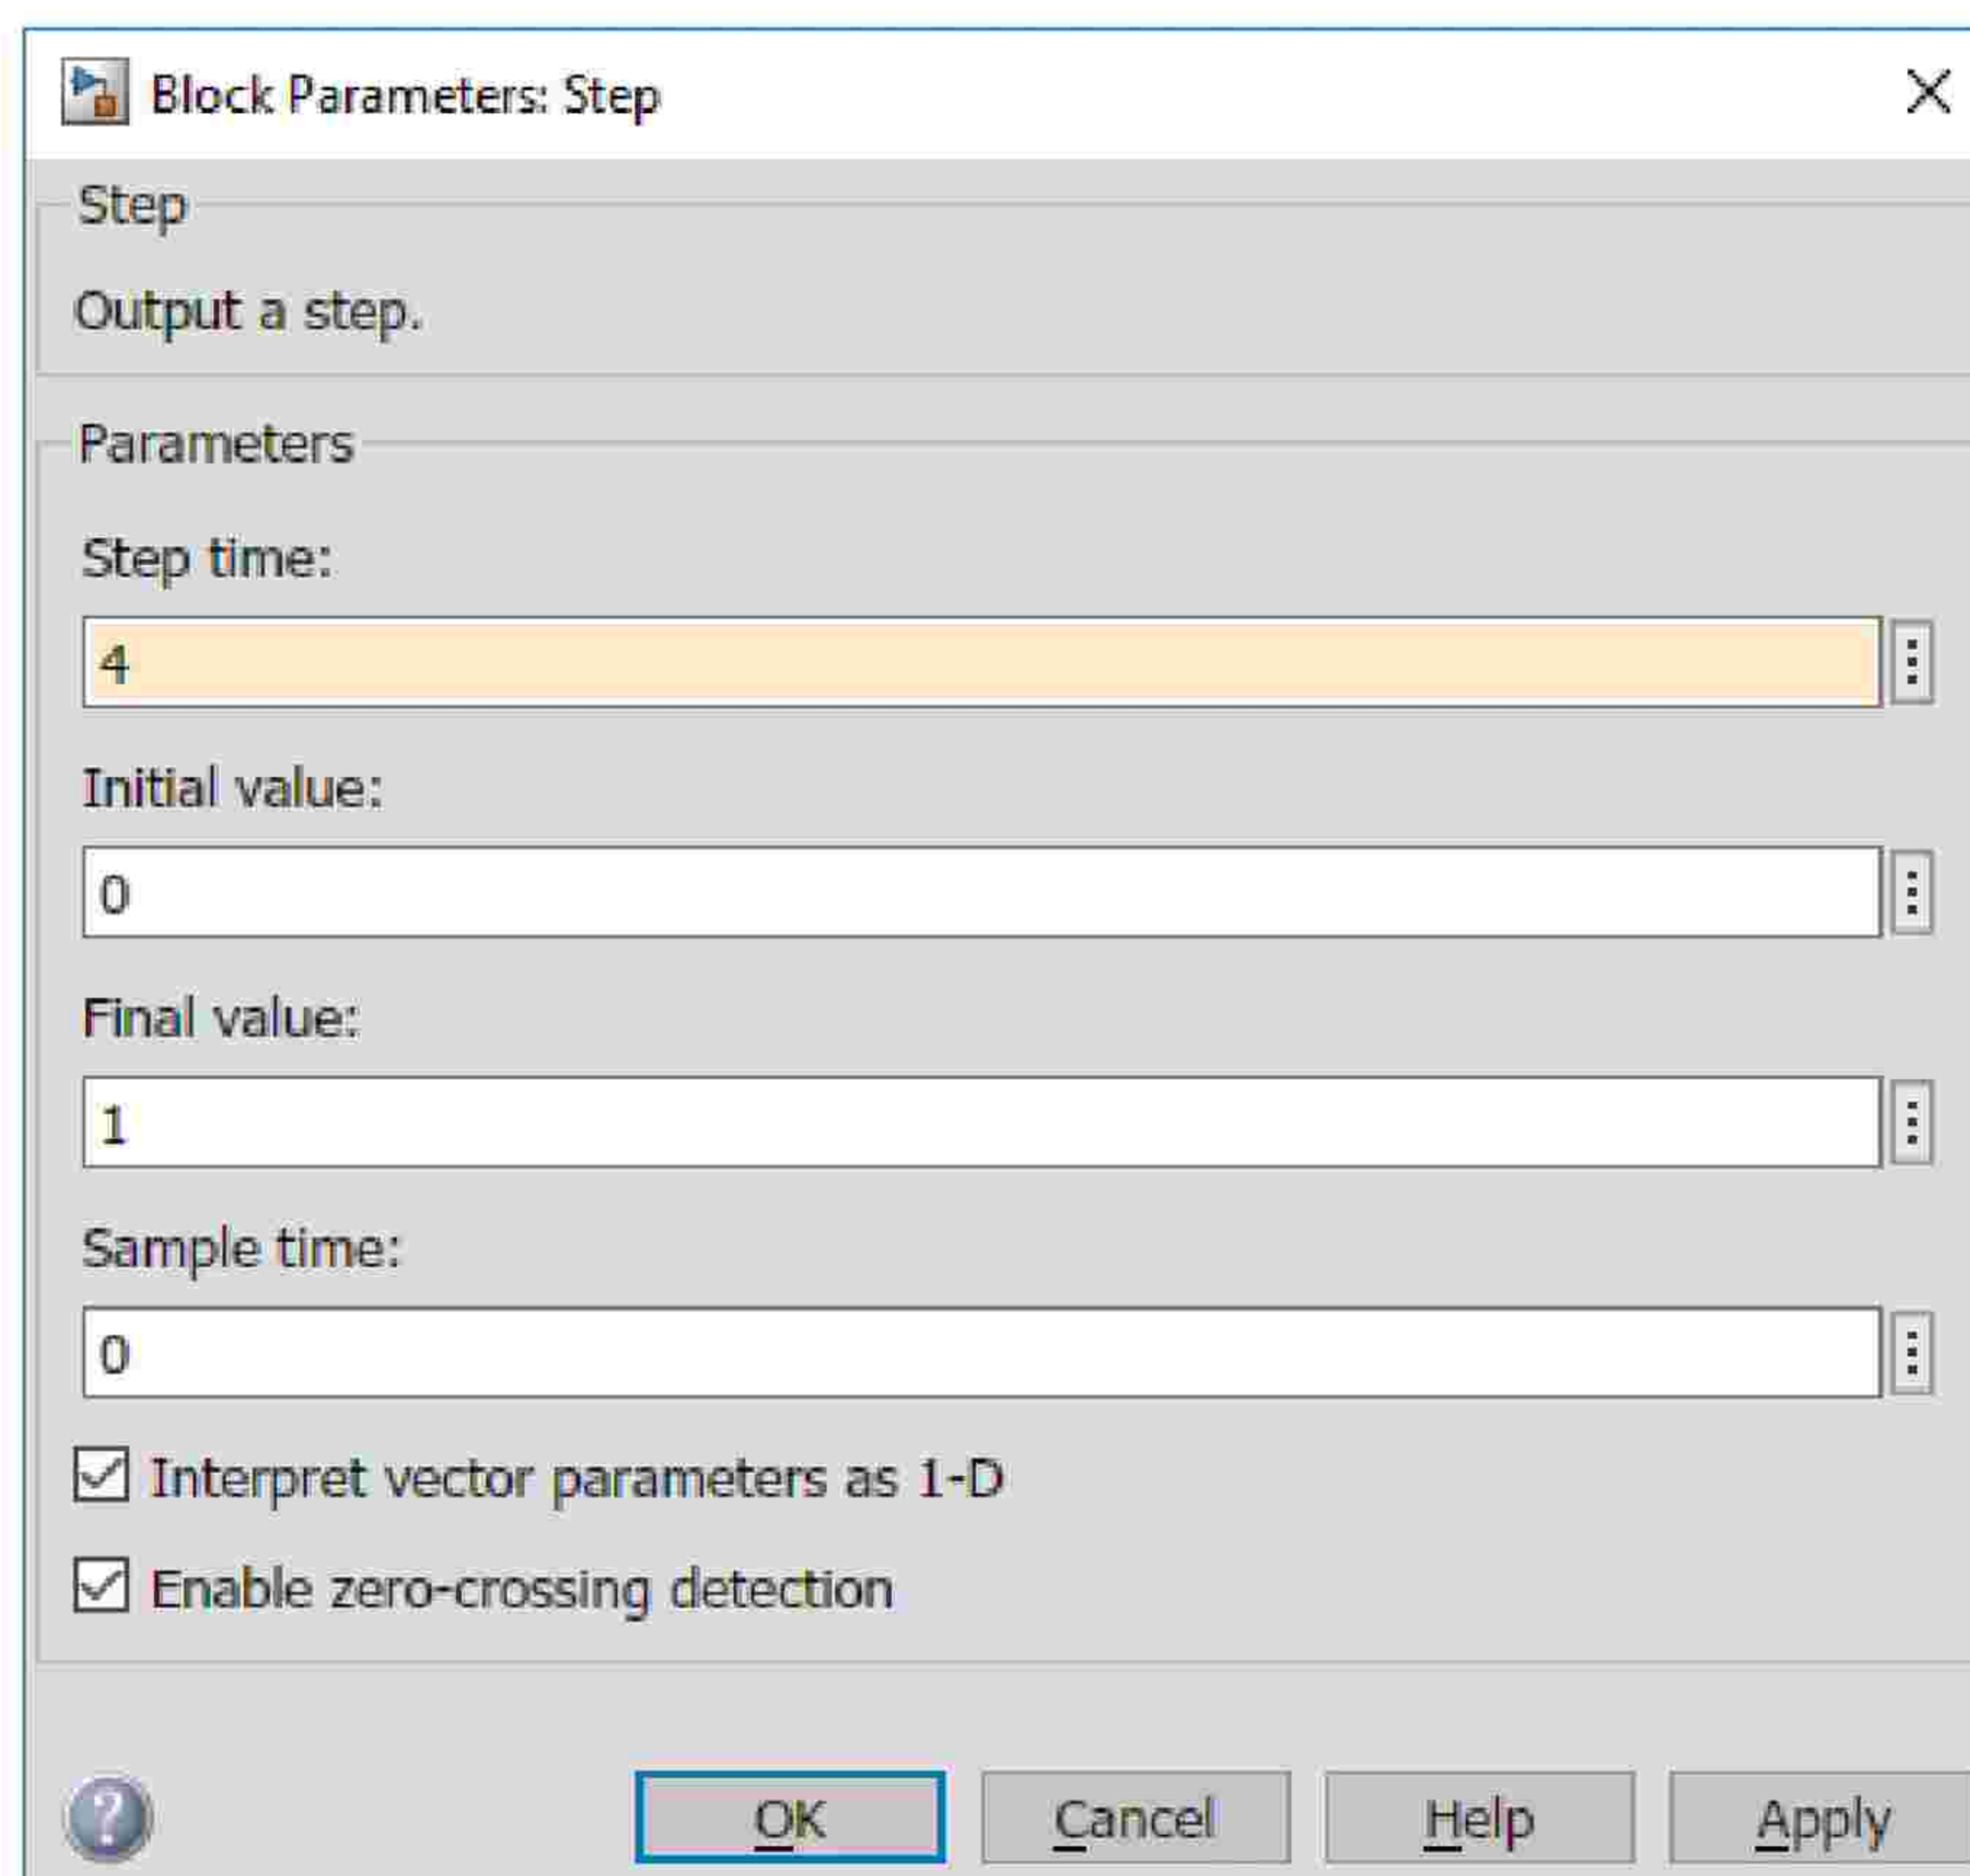 Block Parameters: Step
Step
Output a step.
Parameters
Step time:
4
Initial value:
0
Final value:
1
Sample time:
0
Interpret vector parameters as 1-D
Enable zero-crossing detection
? OK Cancel Help Apply